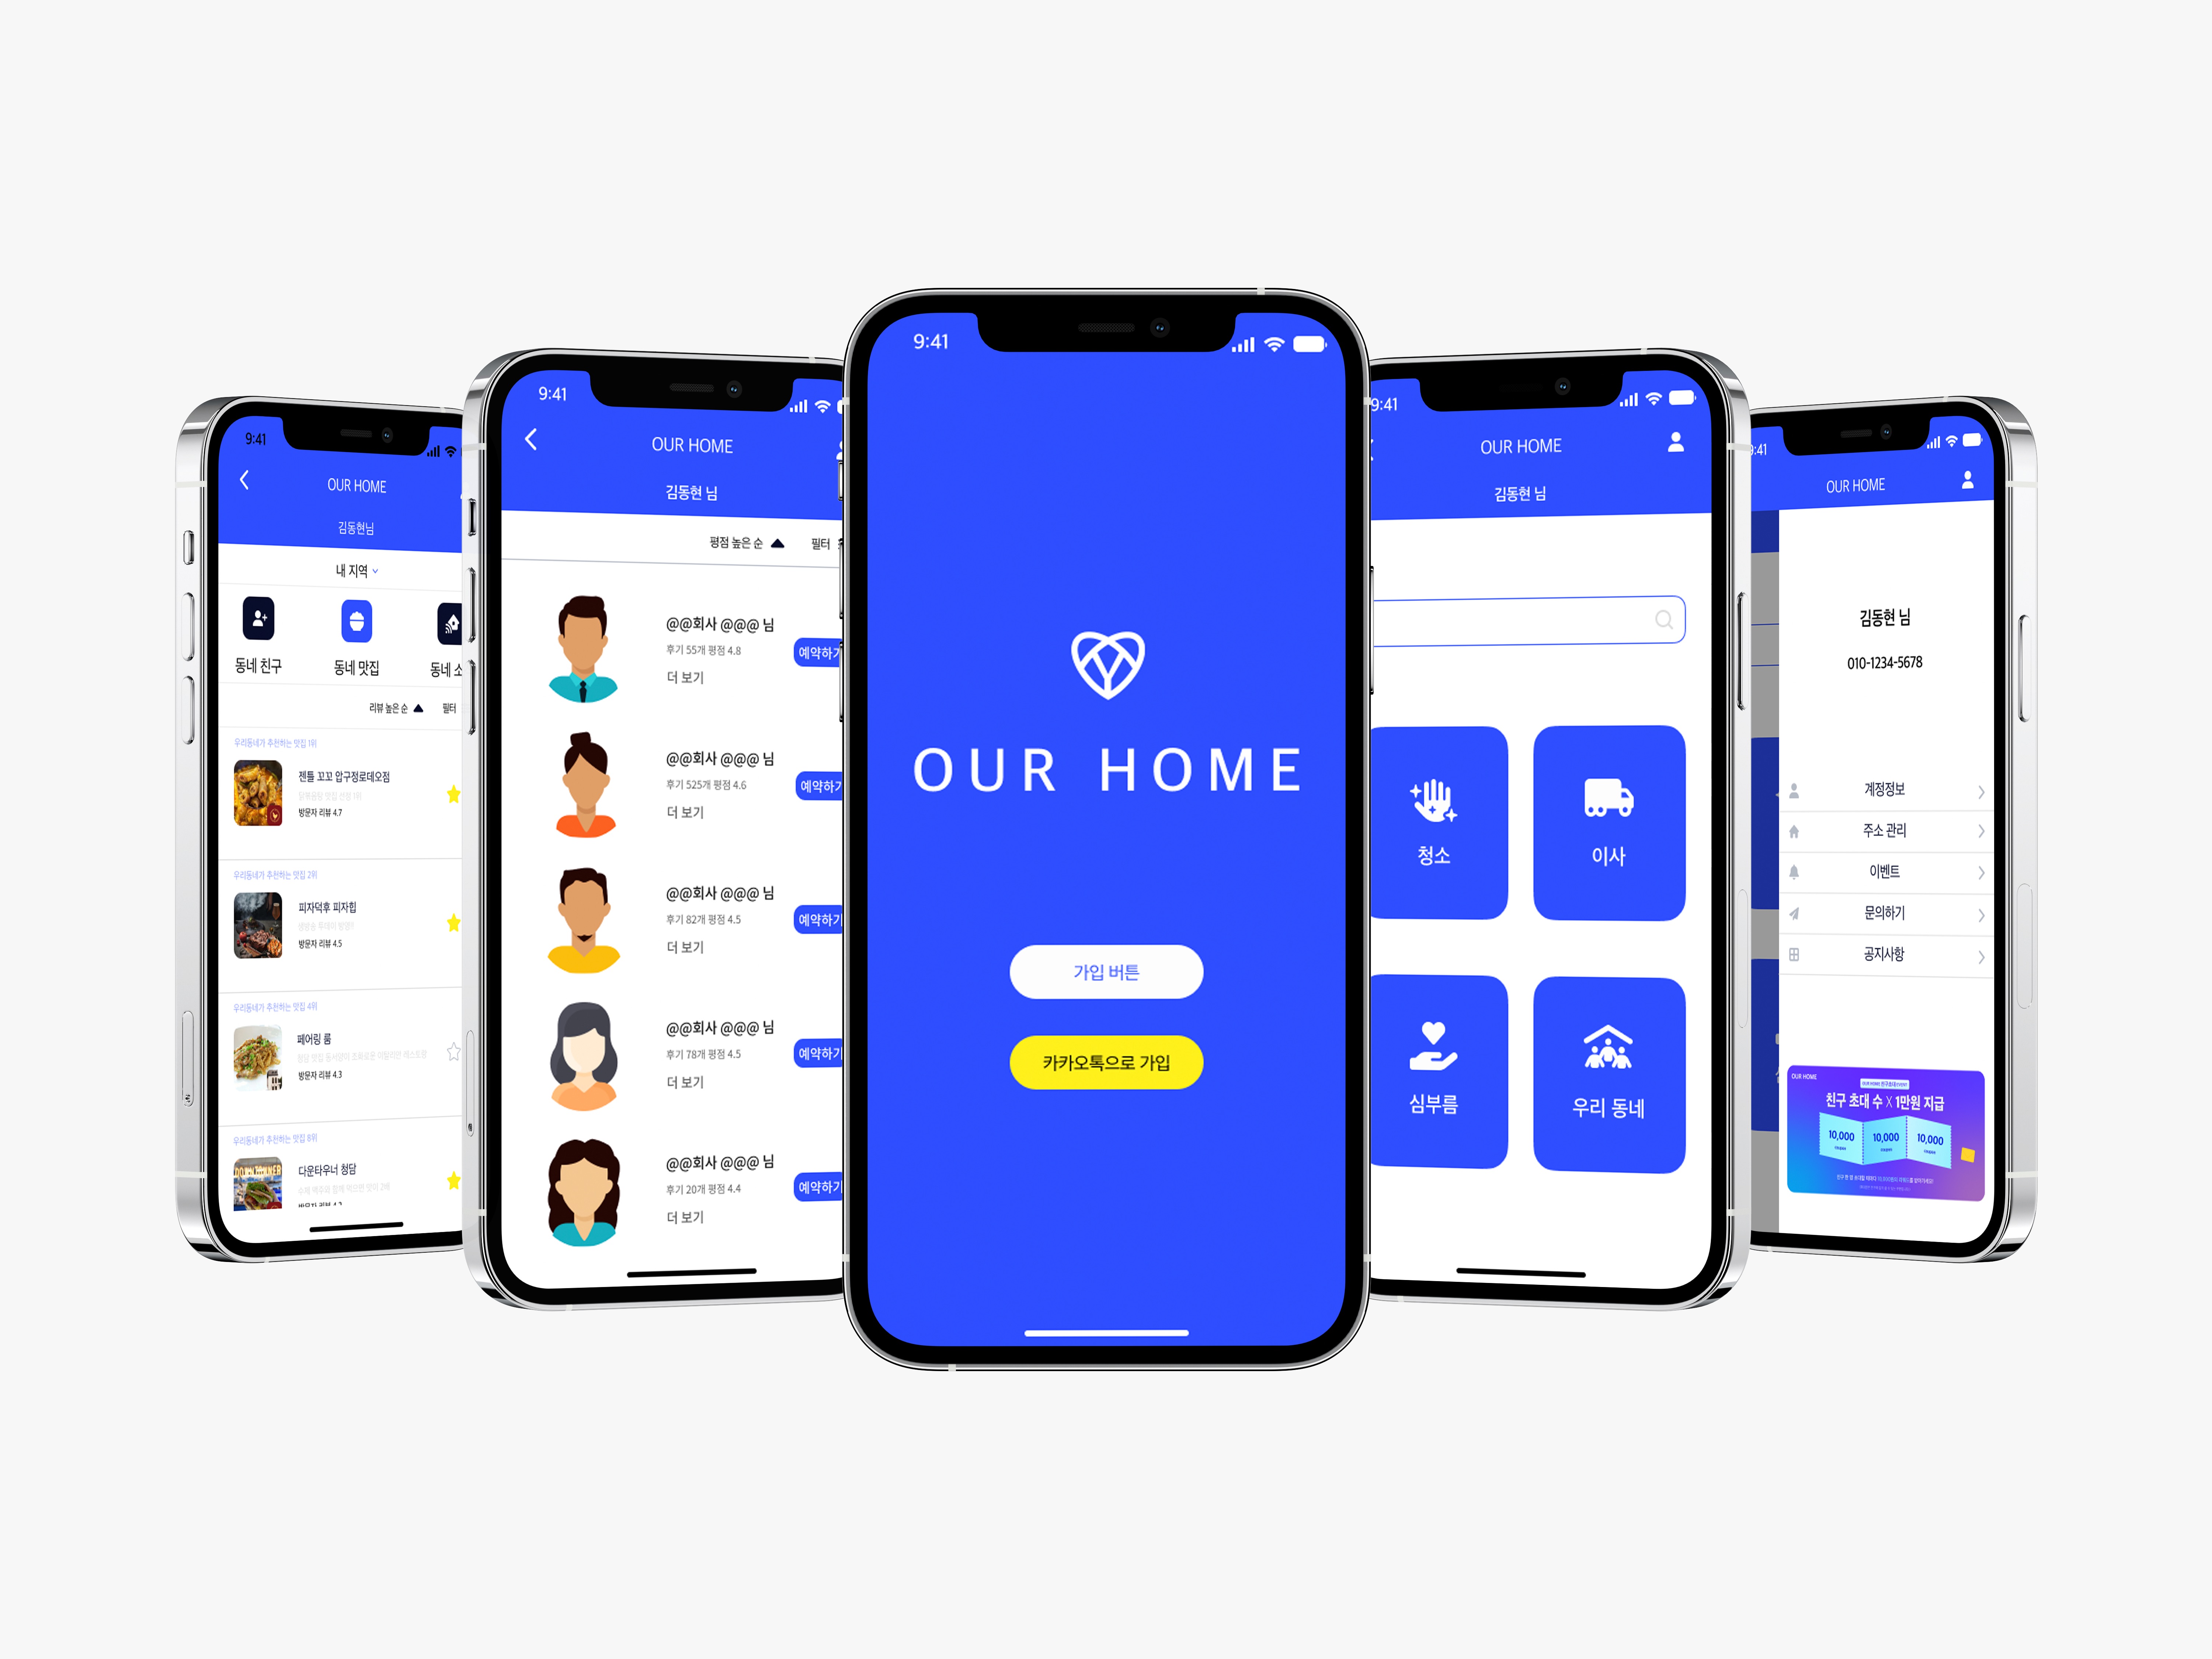 9:41
OUR HOME
김동현님
내 지역
동네 친구
동네 맛집
동네
리뷰 높은 순
필터
우리동네가 추천하는 맛집 1위
젠틀 꼬꼬 압구정로데오점
닭볶음탕 맛집 선정 1위
방문자 리뷰 4.7
우리동네가 추천하는 맛집 2위
피자덕후 피자힙
방문자 리뷰 4.5
우리동네가 추천하는 맛집 4위
페어링 룸
방문자 리뷰 4.3
우리동네가 추천하는 맛집 8위
다운타우너 청담
9:41
OUR HOME
김동현 님
평점 높은 순
필터
@@회사 @@@ 님
후기 55개 평점 4.8
더 보기
예약하기
@@회사 @@@ 님
후기 525개 평점 4.6
더 보기
예약하기
@@회사 @@@ 님
후기 82개 평점 4.5
더 보기
예약하기
@@회사 @@@ 님
후기 78개 평점 4.5
더 보기
예약하기
@@회사 @@@ 님
후기 20개 평점 4.4
더 보기
예약하기
9:41
OUR HOME
가입 버튼
카카오톡으로 가입
9:41
OUR HOME
김동현 님
청소
이사
심부름
우리 동네
9:41
OUR HOME
김동현 님
010-1234-5678
계정정보
주소 관리
이벤트
문의하기
공지사항
OUR HOME
OUR HOME 친구초대 EVENT
친구 초대 수 X 1만원 지급
10,000
10,000
10,000